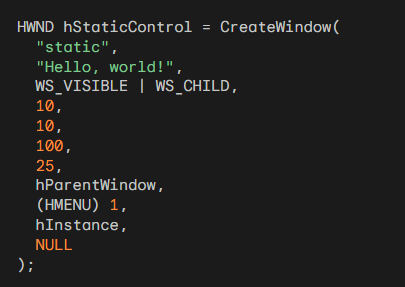 HWND hStaticControl = CreateWindow(
  "static",
  "Hello, world!",
  WS_VISIBLE | WS_CHILD,
  10,
  10,
  100,
  25,
  hParentWindow,
  (HMENU) 1,
  hInstance,
  NULL
);